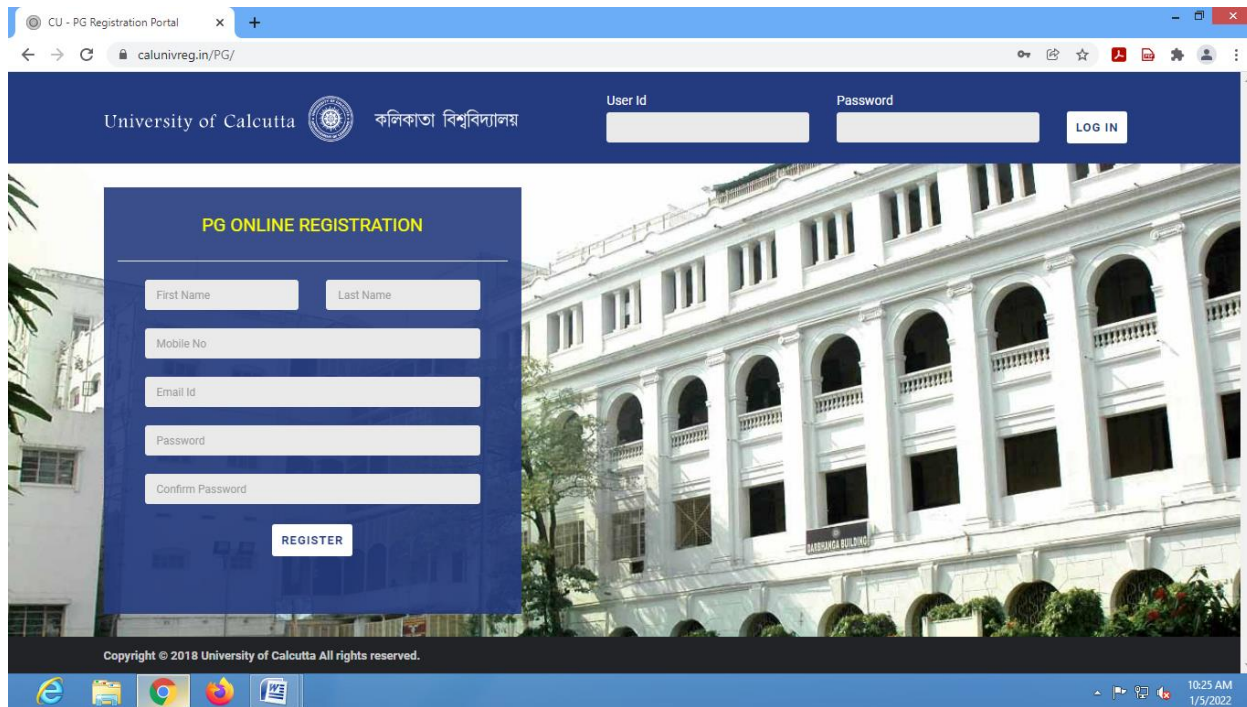 CU - PG Registration Portal
calunivreg.in/PG/
University of Calcutta কলিকাতা বিশ্ববিদ্যালয়
User Id
Password
LOG IN
PG ONLINE REGISTRATION
First Name
Last Name
Mobile No
Email Id
Password
Confirm Password
REGISTER
DARBHANGA BUILDING
Copyright © 2018 University of Calcutta All rights reserved.
10:25 AM
1/5/2022